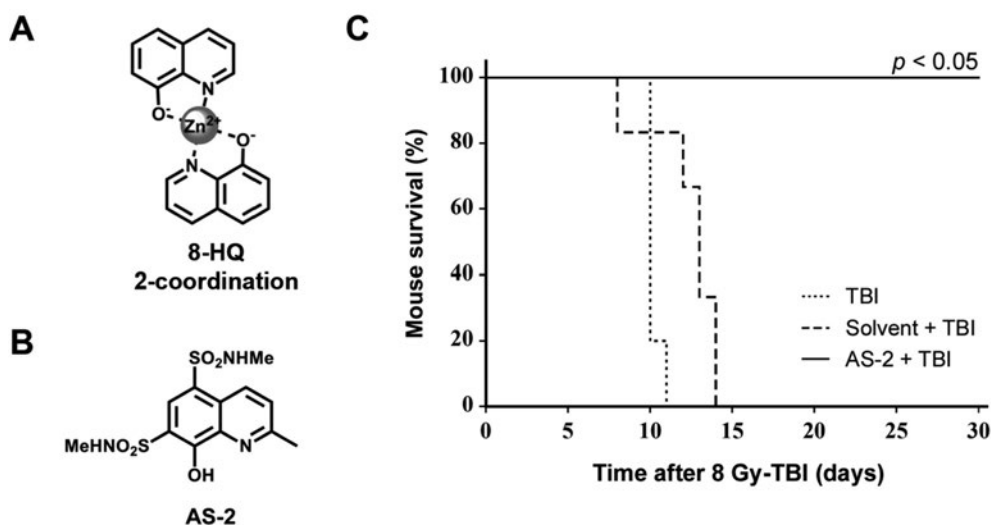 A
N
O-
Zn2+
O-
N
8-HQ
2-coordination
B
SO2NHMe
MeHNO2S
N
OH
AS-2
C
p < 0.05
Mouse survival (%)
100
80
60
40
20
0
TBI
Solvent + TBI
AS-2 + TBI
0 5 10 15 20 25 30
Time after 8 Gy-TBI (days)